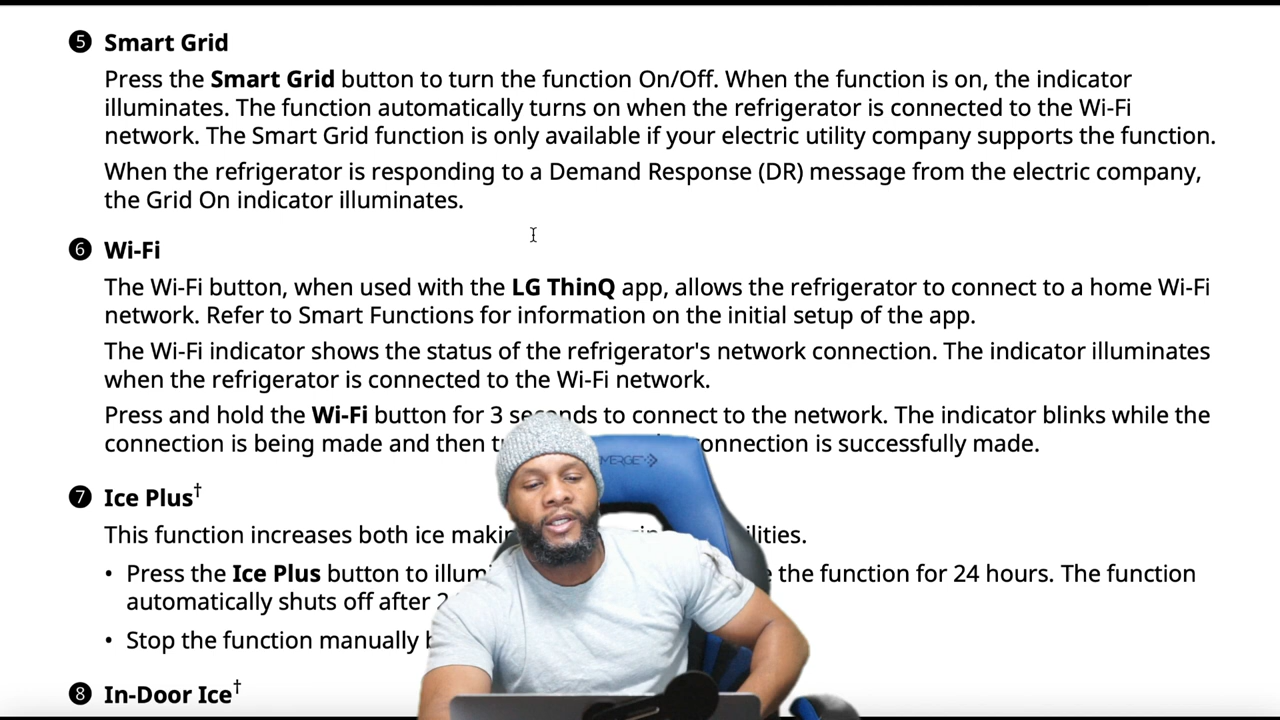 5 Smart Grid
Press the Smart Grid button to turn the function On/Off. When the function is on, the indicator
illuminates. The function automatically turns on when the refrigerator is connected to the Wi-Fi
network. The Smart Grid function is only available if your electric utility company supports the function.
When the refrigerator is responding to a Demand Response (DR) message from the electric company,
the Grid On indicator illuminates.
6 Wi-Fi
The Wi-Fi button, when used with the LG ThinQ app, allows the refrigerator to connect to a home Wi-Fi
network. Refer to Smart Functions for information on the initial setup of the app.
The Wi-Fi indicator shows the status of the refrigerator's network connection. The indicator illuminates
when the refrigerator is connected to the Wi-Fi network.
Press and hold the Wi-Fi button for 3 seconds to connect to the network. The indicator blinks while the
connection is being made and then connection is successfully made.
MERGE
7 Ice Plus†
This function increases both ice
• Press the Ice Plus button to the function for 24 hours. The function
automatically shuts off after
• Stop the function manually
8 In-Door Ice†